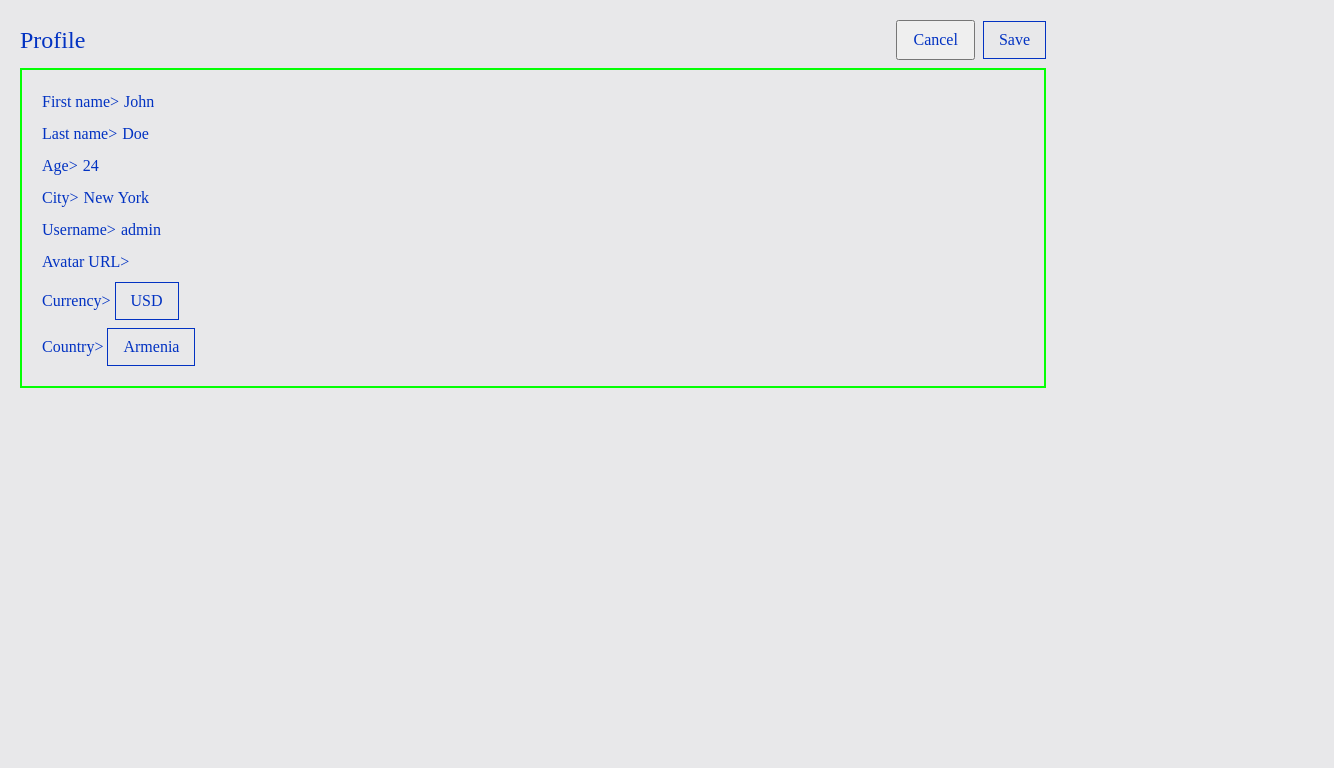 Profile
Cancel
Save
First name> John
Last name> Doe
Age> 24
City> New York
Username> admin
Avatar URL>
Currency> USD
Country> Armenia